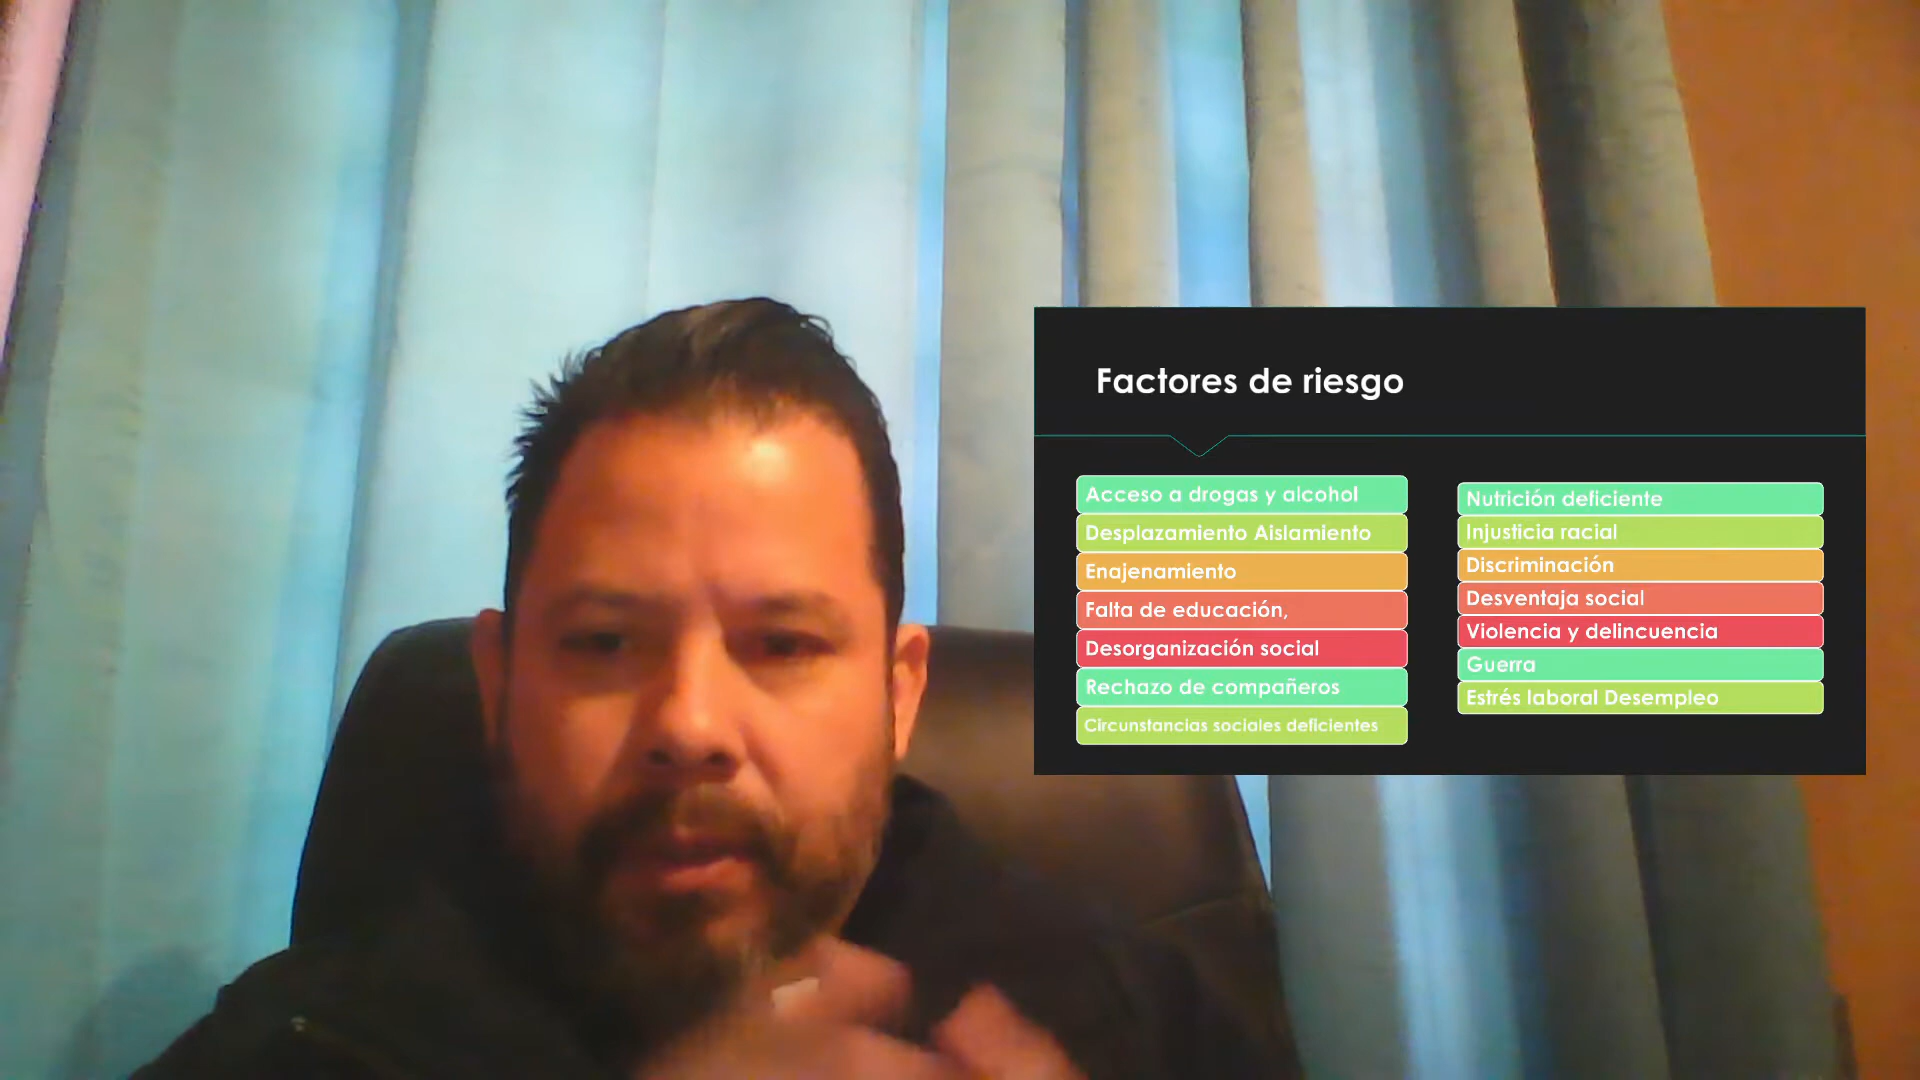 Factores de riesgo
Acceso a drogas y alcohol
Desplazamiento Aislamiento
Enajenamiento
Falta de educación,
Desorganización social
Rechazo de compañeros
Circunstancias sociales deficientes
Nutrición deficiente
Injusticia racial
Discriminación
Desventaja social
Violencia y delincuencia
Guerra
Estrés laboral Desempleo